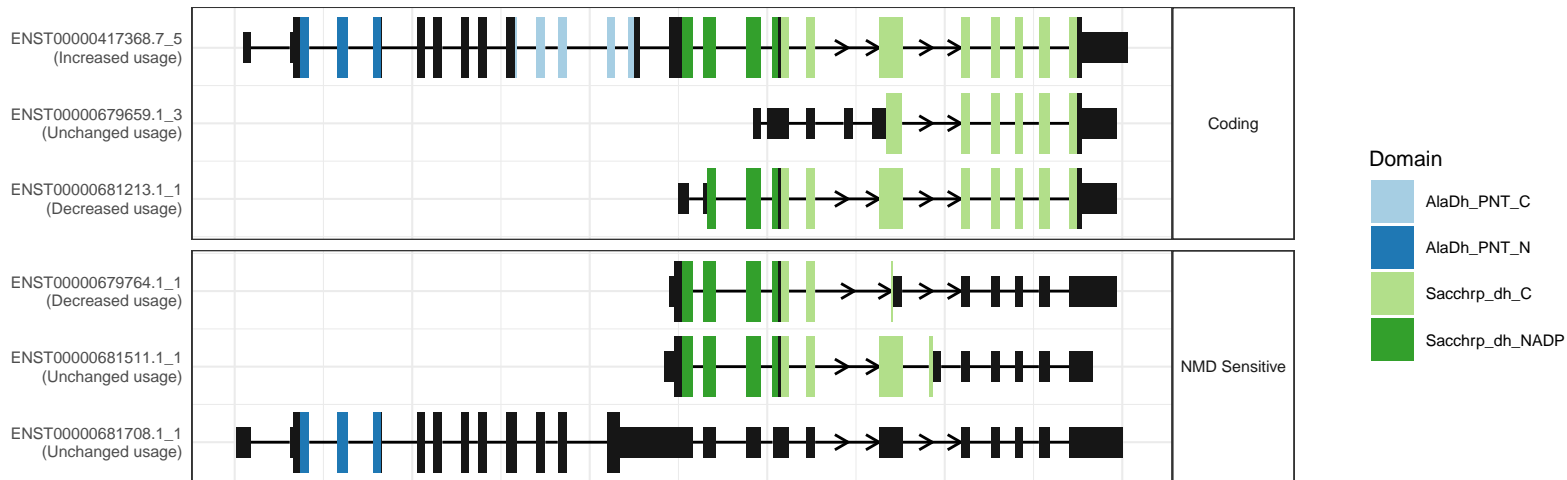 ENST00000417368.7_5
(Increased usage)
ENST00000679659.1_3
(Unchanged usage)
ENST00000681213.1_1
(Decreased usage)
Coding
ENST00000679764.1_1
(Decreased usage)
ENST00000681511.1_1
(Unchanged usage)
ENST00000681708.1_1
(Unchanged usage)
NMD Sensitive
Domain
AlaDh_PNT_C
AlaDh_PNT_N
Sacchrp_dh_C
Sacchrp_dh_NADP